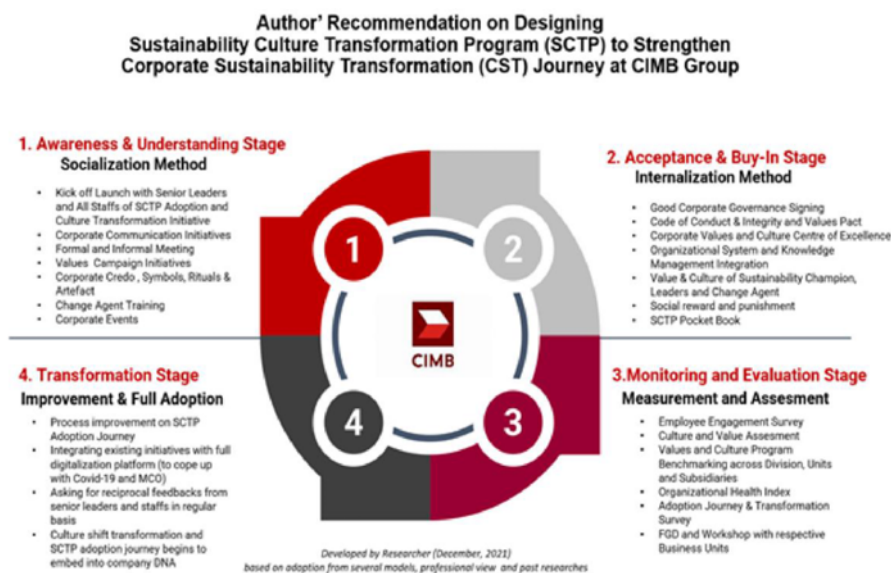 Author’ Recommendation on Designing
Sustainability Culture Transformation Program (SCTP) to Strengthen
Corporate Sustainability Transformation (CST) Journey at CIMB Group
1. Awareness & Understanding Stage
Socialization Method
• Kick off Launch with Senior Leaders
and All Staffs of SCTP Adoption and
Culture Transformation Initiative
• Corporate Communication Initiatives
• Formal and Informal Meeting
• Values Campaign Initiatives
• Corporate Credo , Symbols, Rituals &
Artefact
• Change Agent Training
• Corporate Events
2. Acceptance & Buy-In Stage
Internalization Method
• Good Corporate Governance Signing
• Code of Conduct & Integrity and Values Pact
• Corporate Values and Culture Centre of Excellence
• Organizational System and Knowledge
Management Integration
• Value & Culture of Sustainability Champion,
Leaders and Change Agent
• Social reward and punishment
• SCTP Pocket Book
1
2
CIMB
4
3
4. Transformation Stage
Improvement & Full Adoption
• Process improvement on SCTP
Adoption Journey
• Integrating existing initiatives with full
digitalization platform (to cope up
with Covid-19 and MCO)
• Asking for reciprocal feedbacks from
senior leaders and staffs in regular
basis
• Culture shift transformation and
SCTP adoption journey begins to
embed into company DNA
3.Monitoring and Evaluation Stage
Measurement and Assesment
• Employee Engagement Survey
• Culture and Value Assesment
• Values and Culture Program
Benchmarking across Division, Units
and Subsidiaries
• Organizational Health Index
• Adoption Journey & Transformation
Survey
• FGD and Workshop with respective
Business Units
Developed by Researcher (December, 2021)
based on adoption from several models, professional view and past researches